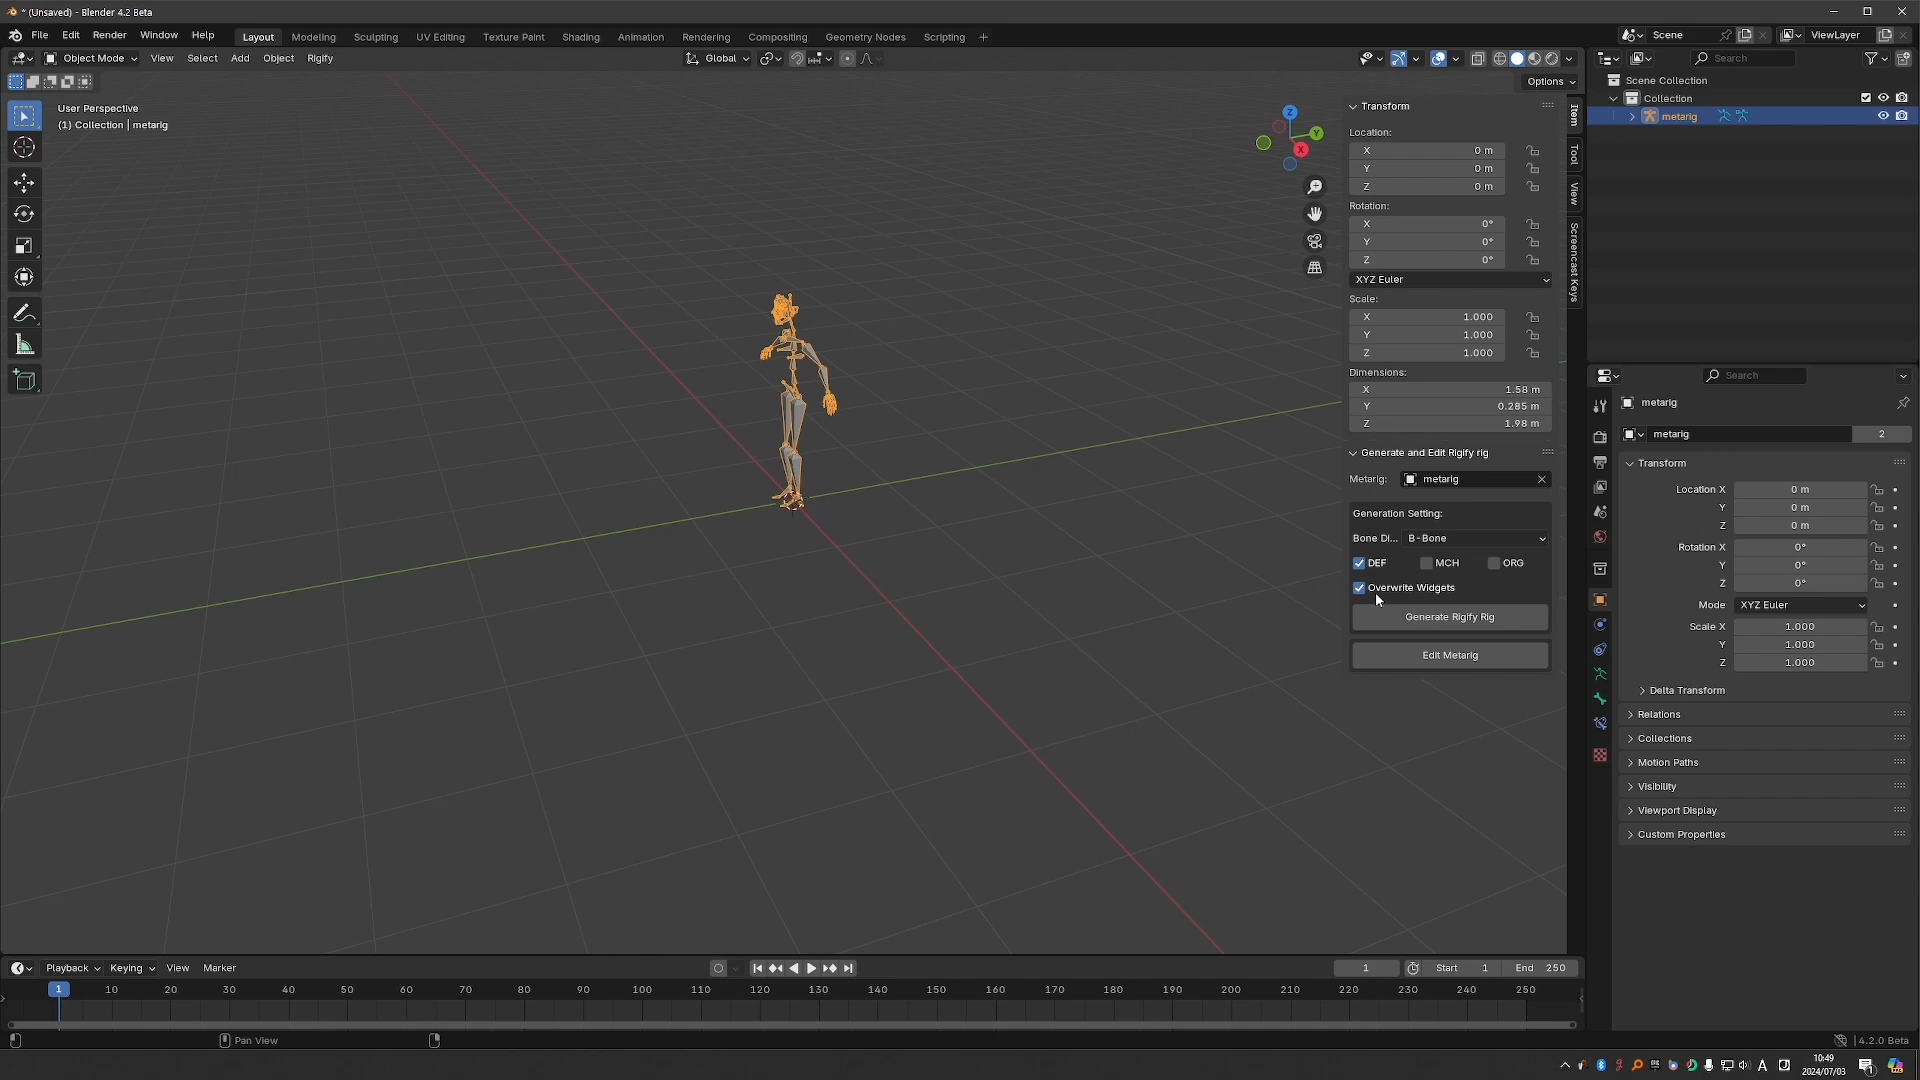 * (Unsaved) - Blender 4.2 Beta
File Edit Render Window Help Layout Modeling Sculpting UV Editing Texture Paint Shading Animation Rendering Compositing Geometry Nodes Scripting + Scene ViewLayer
Object Mode View Select Add Object Rigify Global Search
Options
User Perspective
(1) Collection | metarig
Z
Y
X
Transform
Location:
X 0 m
Y 0 m
Z 0 m
Rotation:
X 0°
Y 0°
Z 0°
XYZ Euler
Scale:
X 1.000
Y 1.000
Z 1.000
Dimensions:
X 1.58 m
Y 0.285 m
Z 1.98 m
Generate and Edit Rigify rig
Metarig: metarig
Generation Setting:
Bone Di... B-Bone
DEF MCH ORG
Overwrite Widgets
Generate Rigify Rig
Edit Metarig
Item
Tool
View
Screencast Keys
Scene Collection
Collection
metarig
Search
metarig
metarig 2
Transform
Location X 0 m
Y 0 m
Z 0 m
Rotation X 0°
Y 0°
Z 0°
Mode XYZ Euler
Scale X 1.000
Y 1.000
Z 1.000
Delta Transform
Relations
Collections
Motion Paths
Visibility
Viewport Display
Custom Properties
Playback Keying View Marker 1 Start 1 End 250
1 10 20 30 40 50 60 70 80 90 100 110 120 130 140 150 160 170 180 190 200 210 220 230 240 250
Pan View 4.2.0 Beta
A 10:49
2024/07/03
1